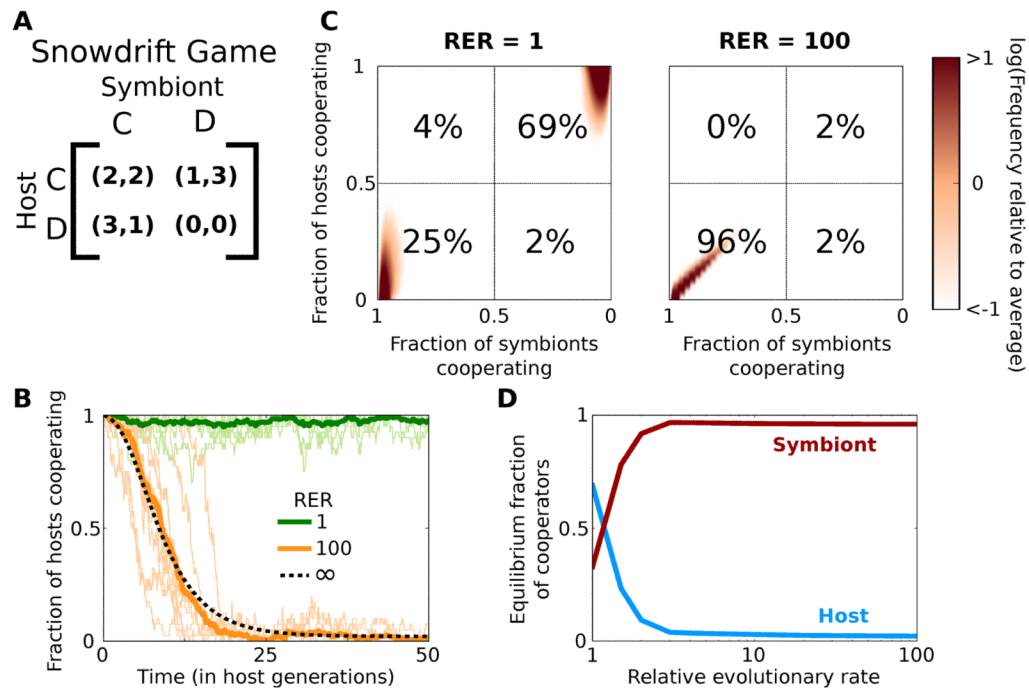 A
Snowdrift Game
Symbiont
C D
Host
C (2,2) (1,3)
D (3,1) (0,0)
C
RER = 1
RER = 100
Fraction of hosts cooperating
1
0.5
0
4% 69%
25% 2%
1 0.5 0
Fraction of symbionts
cooperating
0% 2%
96% 2%
1 0.5 0
Fraction of symbionts
cooperating
>1
0
<-1
log(Frequency relative to average)
B
Fraction of hosts cooperating
1
0.5
0
RER
1
100
∞
0 25 50
Time (in host generations)
D
Equilibrium fraction
of cooperators
1
0.5
0
Symbiont
Host
1 10 100
Relative evolutionary rate